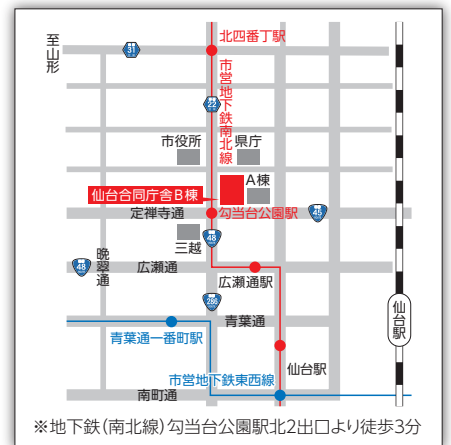 至山形
31
北四番丁駅
市営地下鉄南北線
22
市役所
県庁
仙台合同庁舎B棟
A棟
定禅寺通
勾当台公園駅
45
三越
48
晩翠通
48
広瀬通
広瀬通駅
286
仙台駅
青葉通
青葉通一番町駅
仙台駅
市営地下鉄東西線
南町通
※地下鉄(南北線)勾当台公園駅北2出口より徒歩3分